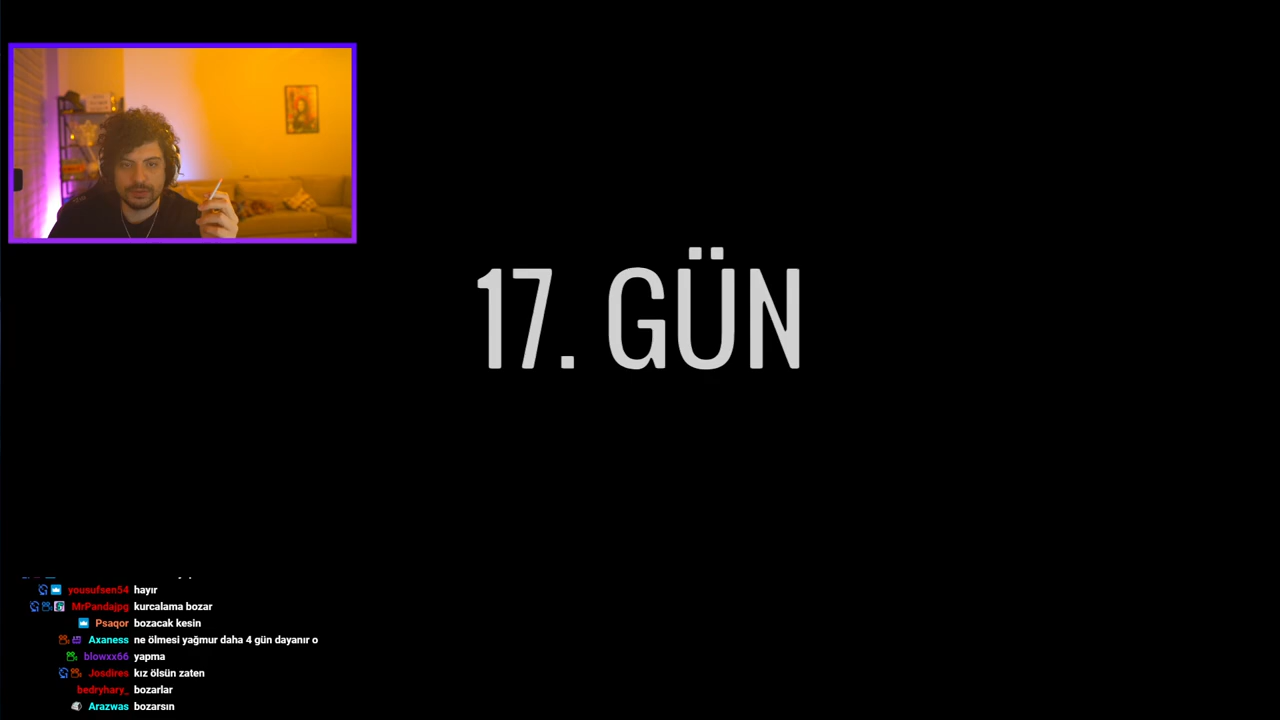 17. GÜN
yousufsen54 hayır
MrPandajpg kurcalama bozar
Psaqor bozacak kesin
Axaness ne ölmesi yağmur daha 4 gün dayanır o
blowxx66 yapma
Josdires kız ölsün zaten
bedryhary_ bozarlar
Arazwas bozarsın